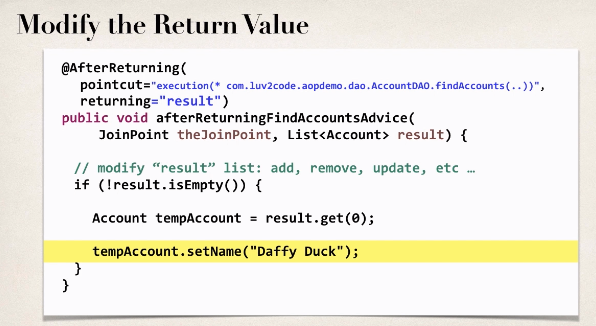 Modify the Return Value
@AfterReturning(
pointcut="execution(* com.luv2code.aopdemo.dao.AccountDAO.findAccounts(..))",
returning="result")
public void afterReturningFindAccountsAdvice(
JoinPoint theJoinPoint, List<Account> result) {
// modify “result” list: add, remove, update, etc …
if (!result.isEmpty()) {
Account tempAccount = result.get(0);
tempAccount.setName("Daffy Duck");
}
}